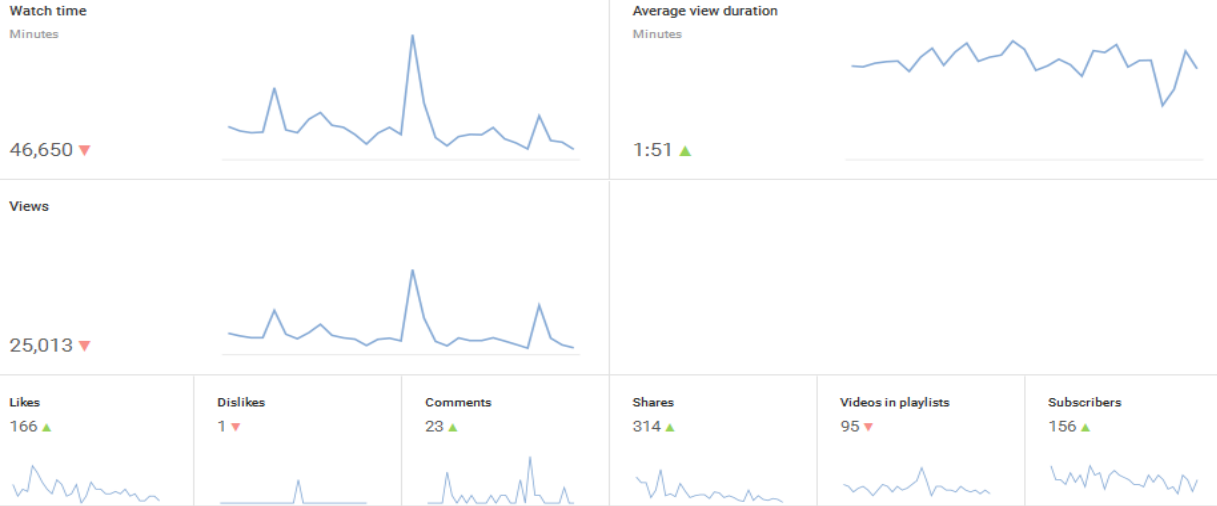 Watch time
Minutes
46,650
Average view duration
Minutes
1:51
Views
25,013
Likes
166
Dislikes
1
Comments
23
Shares
314
Videos in playlists
95
Subscribers
156